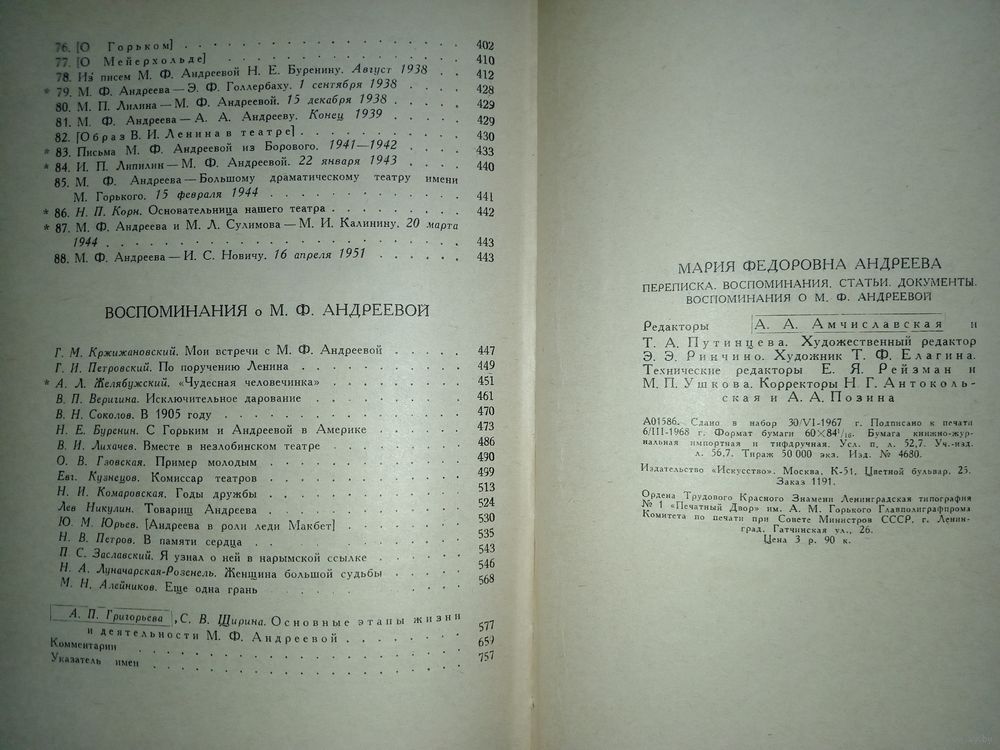 76. [О Горьком] . . . . . . . . . . . . . . . . 402
77. [О Мейерхольде] . . . . . . . . . . . . . . 410
78. Из писем М. Ф. Андреевой Н. Е. Буренину. Август 1938 . . 412
* 79. М. Ф. Андреева — Э. Ф. Голлербаху. 1 сентября 1938 . . . . 428
80. М. П. Лилина — М. Ф. Андреевой. 15 декабря 1938 . . . . . 429
81. М. Ф. Андреева — А. А. Андрееву. Конец 1939 . . . . . 429
82. [Образ В. И. Ленина в театре] . . . . . . . . . . 430
* 83. Письма М. Ф. Андреевой из Борового. 1941—1942 . . . . 433
* 84. И. П. Липилин — М. Ф. Андреевой. 22 января 1943 . . . . 440
85. М. Ф. Андреева — Большому драматическому театру имени
М. Горького. 15 февраля 1944 . . . . . . . . . . 441
* 86. Н. П. Корн. Основательница нашего театра . . . . . . . . 442
* 87. М. Ф. Андреева и М. Л. Сулимова — М. И. Калинину. 20 марта
1944 . . . . . . . . . . . . . . . . . . . 443
88. М. Ф. Андреева — И. С. Новичу. 16 апреля 1951 . . . . . . 443
ВОСПОМИНАНИЯ о М. Ф. АНДРЕЕВОЙ
Г. М. Кржижановский. Мои встречи с М. Ф. Андреевой . . . . 447
Г. И. Петровский. По поручению Ленина . . . . . . . . . 449
* А. Л. Желябужский. «Чудесная человечинка» . . . . . . . . 451
В. П. Веригина. Исключительное дарование . . . . . . . . 461
В. Н. Соколов. В 1905 году . . . . . . . . . . . . 470
Н. Е. Буренин. С Горьким и Андреевой в Америке . . . . . 473
В. И. Лихачев. Вместе в незлобинском театре . . . . . . . 486
О. В. Гзовская. Пример молодым . . . . . . . . . . 490
Евг. Кузнецов. Комиссар театров . . . . . . . . . . 499
Н. И. Комаровская. Годы дружбы . . . . . . . . . . 513
Лев Никулин. Товарищ Андреева . . . . . . . . . . 524
Ю. М. Юрьев. [Андреева в роли леди Макбет] . . . . . . 530
Н. В. Петров. В памяти сердца . . . . . . . . . . . 535
П. С. Заславский. Я узнал о ней в нарымской ссылке . . . . . 543
Н. А. Луначарская-Розенель. Женщина большой судьбы . . . . . 546
М. Н. Алейников. Еще одна грань . . . . . . . . . . 568
А. П. Григорьева, С. В. Щирина. Основные этапы жизни
и деятельности М. Ф. Андреевой . . . . . . . . . 577
Комментарии . . . . . . . . . . . . . . . . 659
Указатель имен . . . . . . . . . . . . . . . 757
МАРИЯ ФЕДОРОВНА АНДРЕЕВА
ПЕРЕПИСКА. ВОСПОМИНАНИЯ. СТАТЬИ. ДОКУМЕНТЫ.
ВОСПОМИНАНИЯ О М. Ф. АНДРЕЕВОЙ
Редакторы А. А. Амчиславская и
Т. А. Путинцева. Художественный редактор
Э. Э. Ринчино. Художник Т. Ф. Елагина.
Технические редакторы Е. Я. Рейзман и
М. П. Ушкова. Корректоры Н. Г. Антоколь-
ская и А. А. Позина
А01586. Сдано в набор 30/VI-1967 г. Подписано к печати
6/III-1968 г. Формат бумаги 60×84¹/₁₆. Бумага книжно-жур-
нальная импортная и тифдручная. Усл. п. л. 52,7. Уч.-изд.
л. 56,7. Тираж 50 000 экз. Изд. № 4680.
Издательство «Искусство». Москва, К-51, Цветной бульвар, 25.
Заказ 1191.
Ордена Трудового Красного Знамени Ленинградская типография
№ 1 «Печатный Двор» им. А. М. Горького Главполиграфпрома
Комитета по печати при Совете Министров СССР, г. Ленин-
град, Гатчинская ул., 26.
Цена 3 р. 90 к.